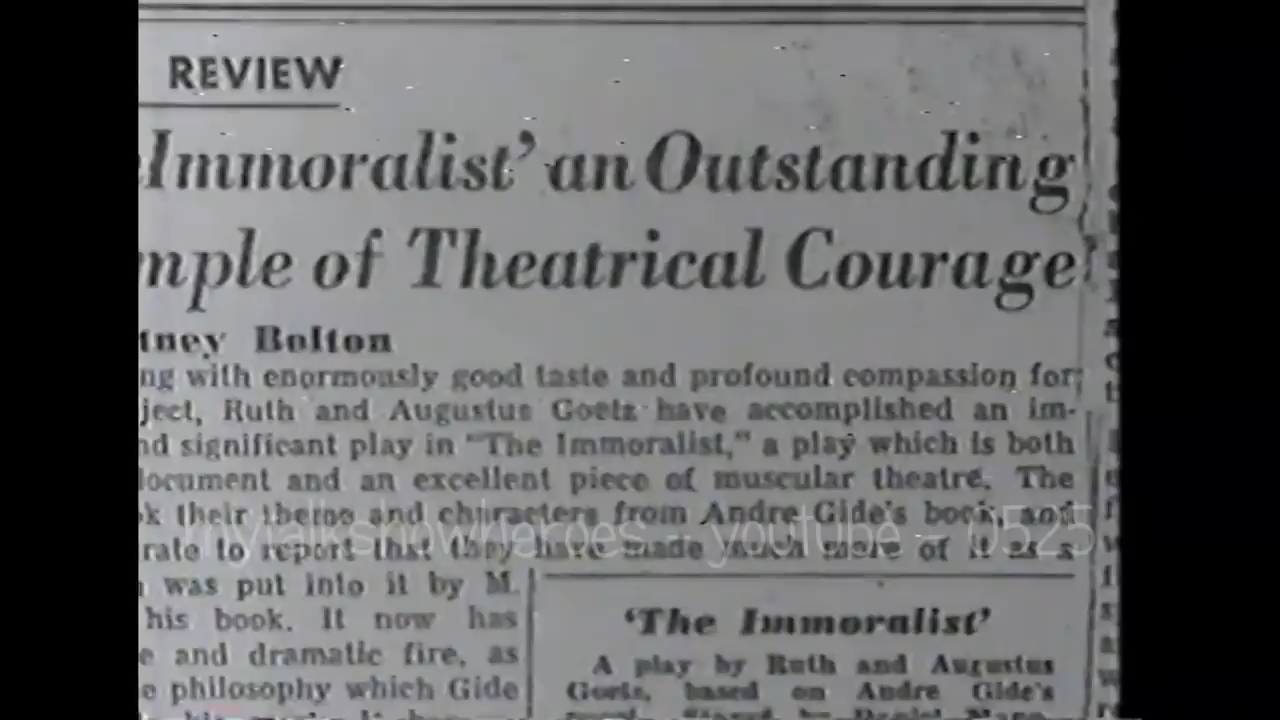 REVIEW
Immoralist' an Outstanding
mple of Theatrical Courage
tney Bolton
ng with enormously good taste and profound compassion for
ject, Ruth and Augustus Goetz have accomplished an im-
nd significant play in "The Immoralist," a play which is both
document and an excellent piece of muscular theatre. The
k their theme and characters from Andre Gide's book, and
rate to report that they have made much more of it as a
was put into it by M.
his book. It now has
e and dramatic fire, as
e philosophy which Gide
'The Immoralist'
A play by Ruth and Augustus
Goetz, based on Andre Gide's
youtube - 0525